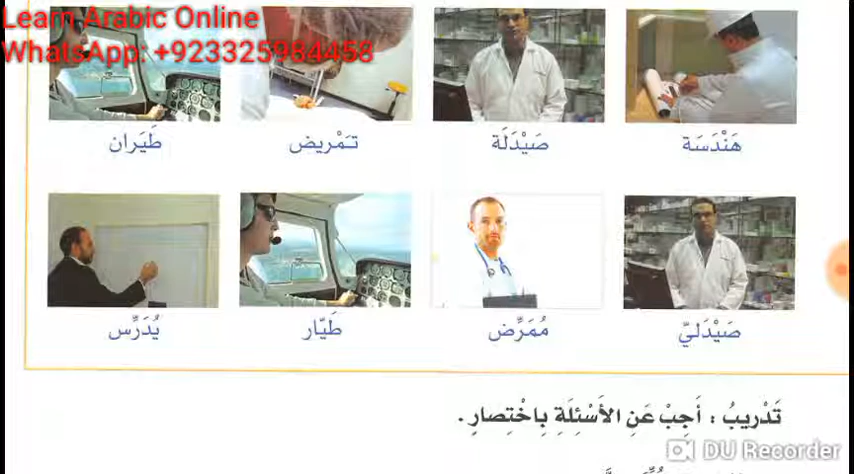 Learn Arabic Online
WhatsApp: +923325984458
هَنْدَسَة
صَيْدَلَة
تَمْريض
طَيَران
صَيْدَليّ
مُمَرِّض
طَيّار
يُدَرِّس
تَدْريبُ : أَجِبْ عَنِ الأَسْئِلَةِ بِاخْتِصارِ .
DU Recorder